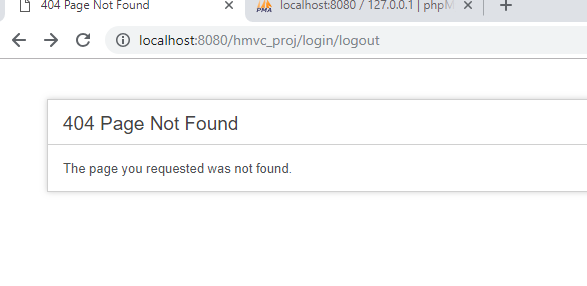 404 Page Not Found
localhost:8080 / 127.0.0.1 | phpM
localhost:8080/hmvc_proj/login/logout
404 Page Not Found
The page you requested was not found.